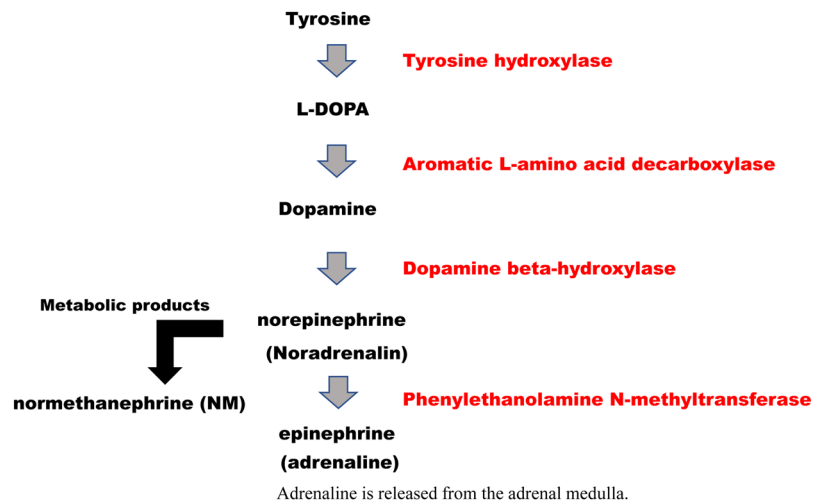 Tyrosine
Tyrosine hydroxylase
L-DOPA
Aromatic L-amino acid decarboxylase
Dopamine
Dopamine beta-hydroxylase
Metabolic products
norepinephrine
(Noradrenalin)
normethanephrine (NM)
Phenylethanolamine N-methyltransferase
epinephrine
(adrenaline)
Adrenaline is released from the adrenal medulla.